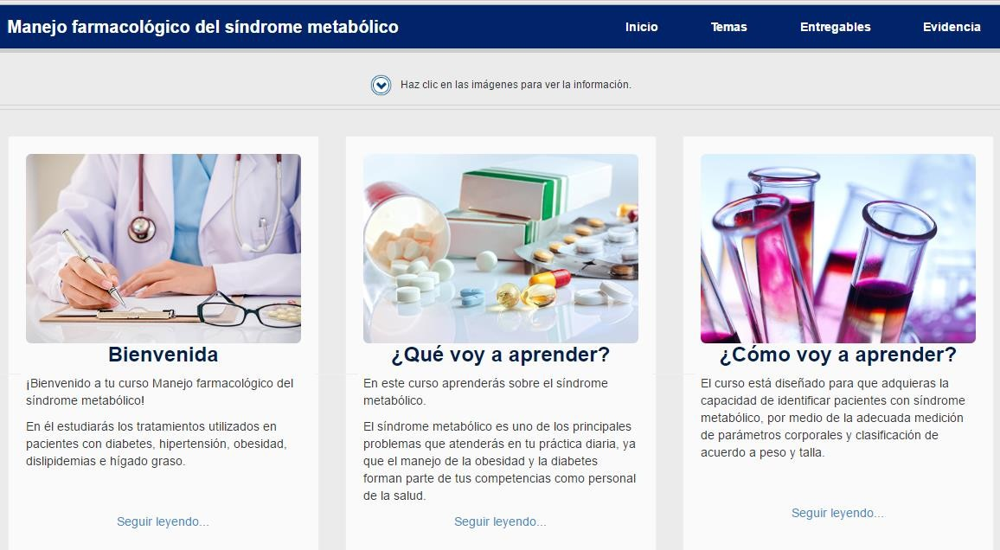 Manejo farmacológico del síndrome metabólico
Inicio
Temas
Entregables
Evidencia
Haz clic en las imágenes para ver la información.
Bienvenida
¡Bienvenido a tu curso Manejo farmacológico del
síndrome metabólico!
En él estudiarás los tratamientos utilizados en
pacientes con diabetes, hipertensión, obesidad,
dislipidemias e hígado graso.
Seguir leyendo...
¿Qué voy a aprender?
En este curso aprenderás sobre el síndrome
metabólico.
El síndrome metabólico es uno de los principales
problemas que atenderás en tu práctica diaria, ya
que el manejo de la obesidad y la diabetes
forman parte de tus competencias como personal
de la salud.
Seguir leyendo...
¿Cómo voy a aprender?
El curso está diseñado para que adquieras la
capacidad de identificar pacientes con síndrome
metabólico, por medio de la adecuada medición
de parámetros corporales y clasificación de
acuerdo a peso y talla.
Seguir leyendo...